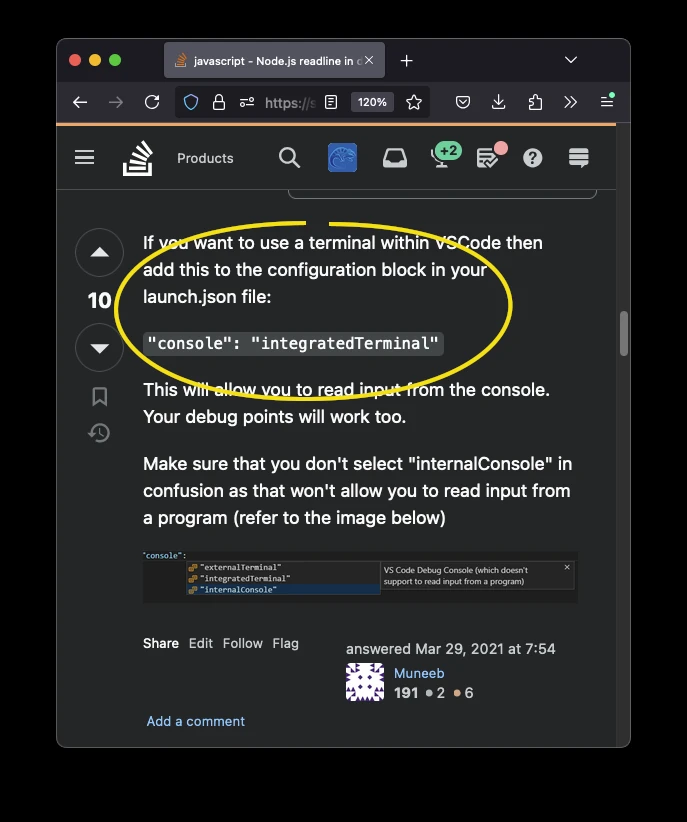 javascript - Node.js readline in d
https://s
120%
Products
+2
If you want to use a terminal within VSCode then
add this to the configuration block in your
launch.json file:
10
"console": "integratedTerminal"
This will allow you to read input from the console.
Your debug points will work too.
Make sure that you don't select "internalConsole" in
confusion as that won't allow you to read input from
a program (refer to the image below)
"console":
"externalTerminal"
"integratedTerminal"
"internalConsole"
VS Code Debug Console (which doesn't
support to read input from a program)
Share Edit Follow Flag
answered Mar 29, 2021 at 7:54
Muneeb
191 2 6
Add a comment